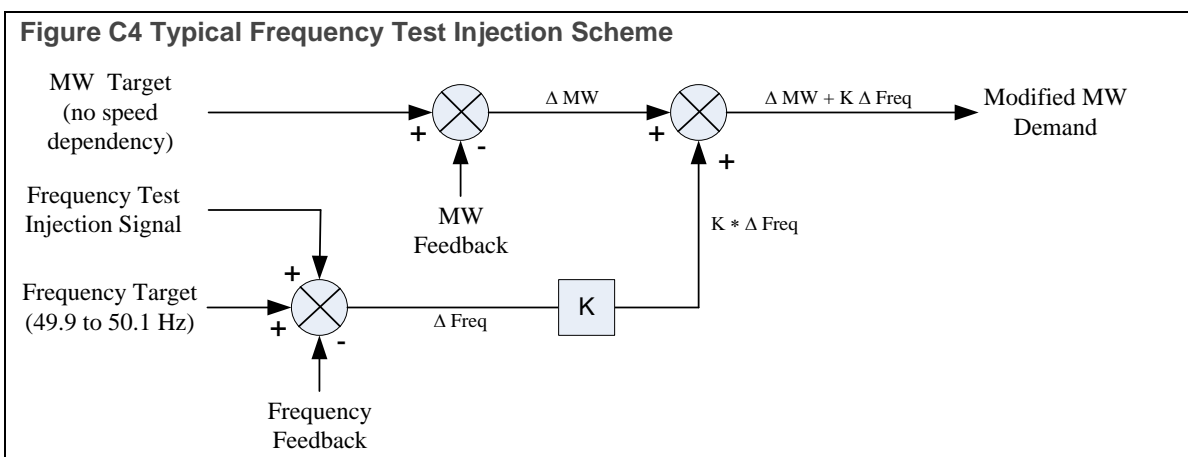 Figure C4 Typical Frequency Test Injection Scheme
MW Target
(no speed
dependency)
+
-
Δ MW
MW
Feedback
+
+
Δ MW + K Δ Freq
Modified MW
Demand
Frequency Test
Injection Signal
K * Δ Freq
Frequency Target
(49.9 to 50.1 Hz)
+
+
-
Δ Freq
K
Frequency
Feedback